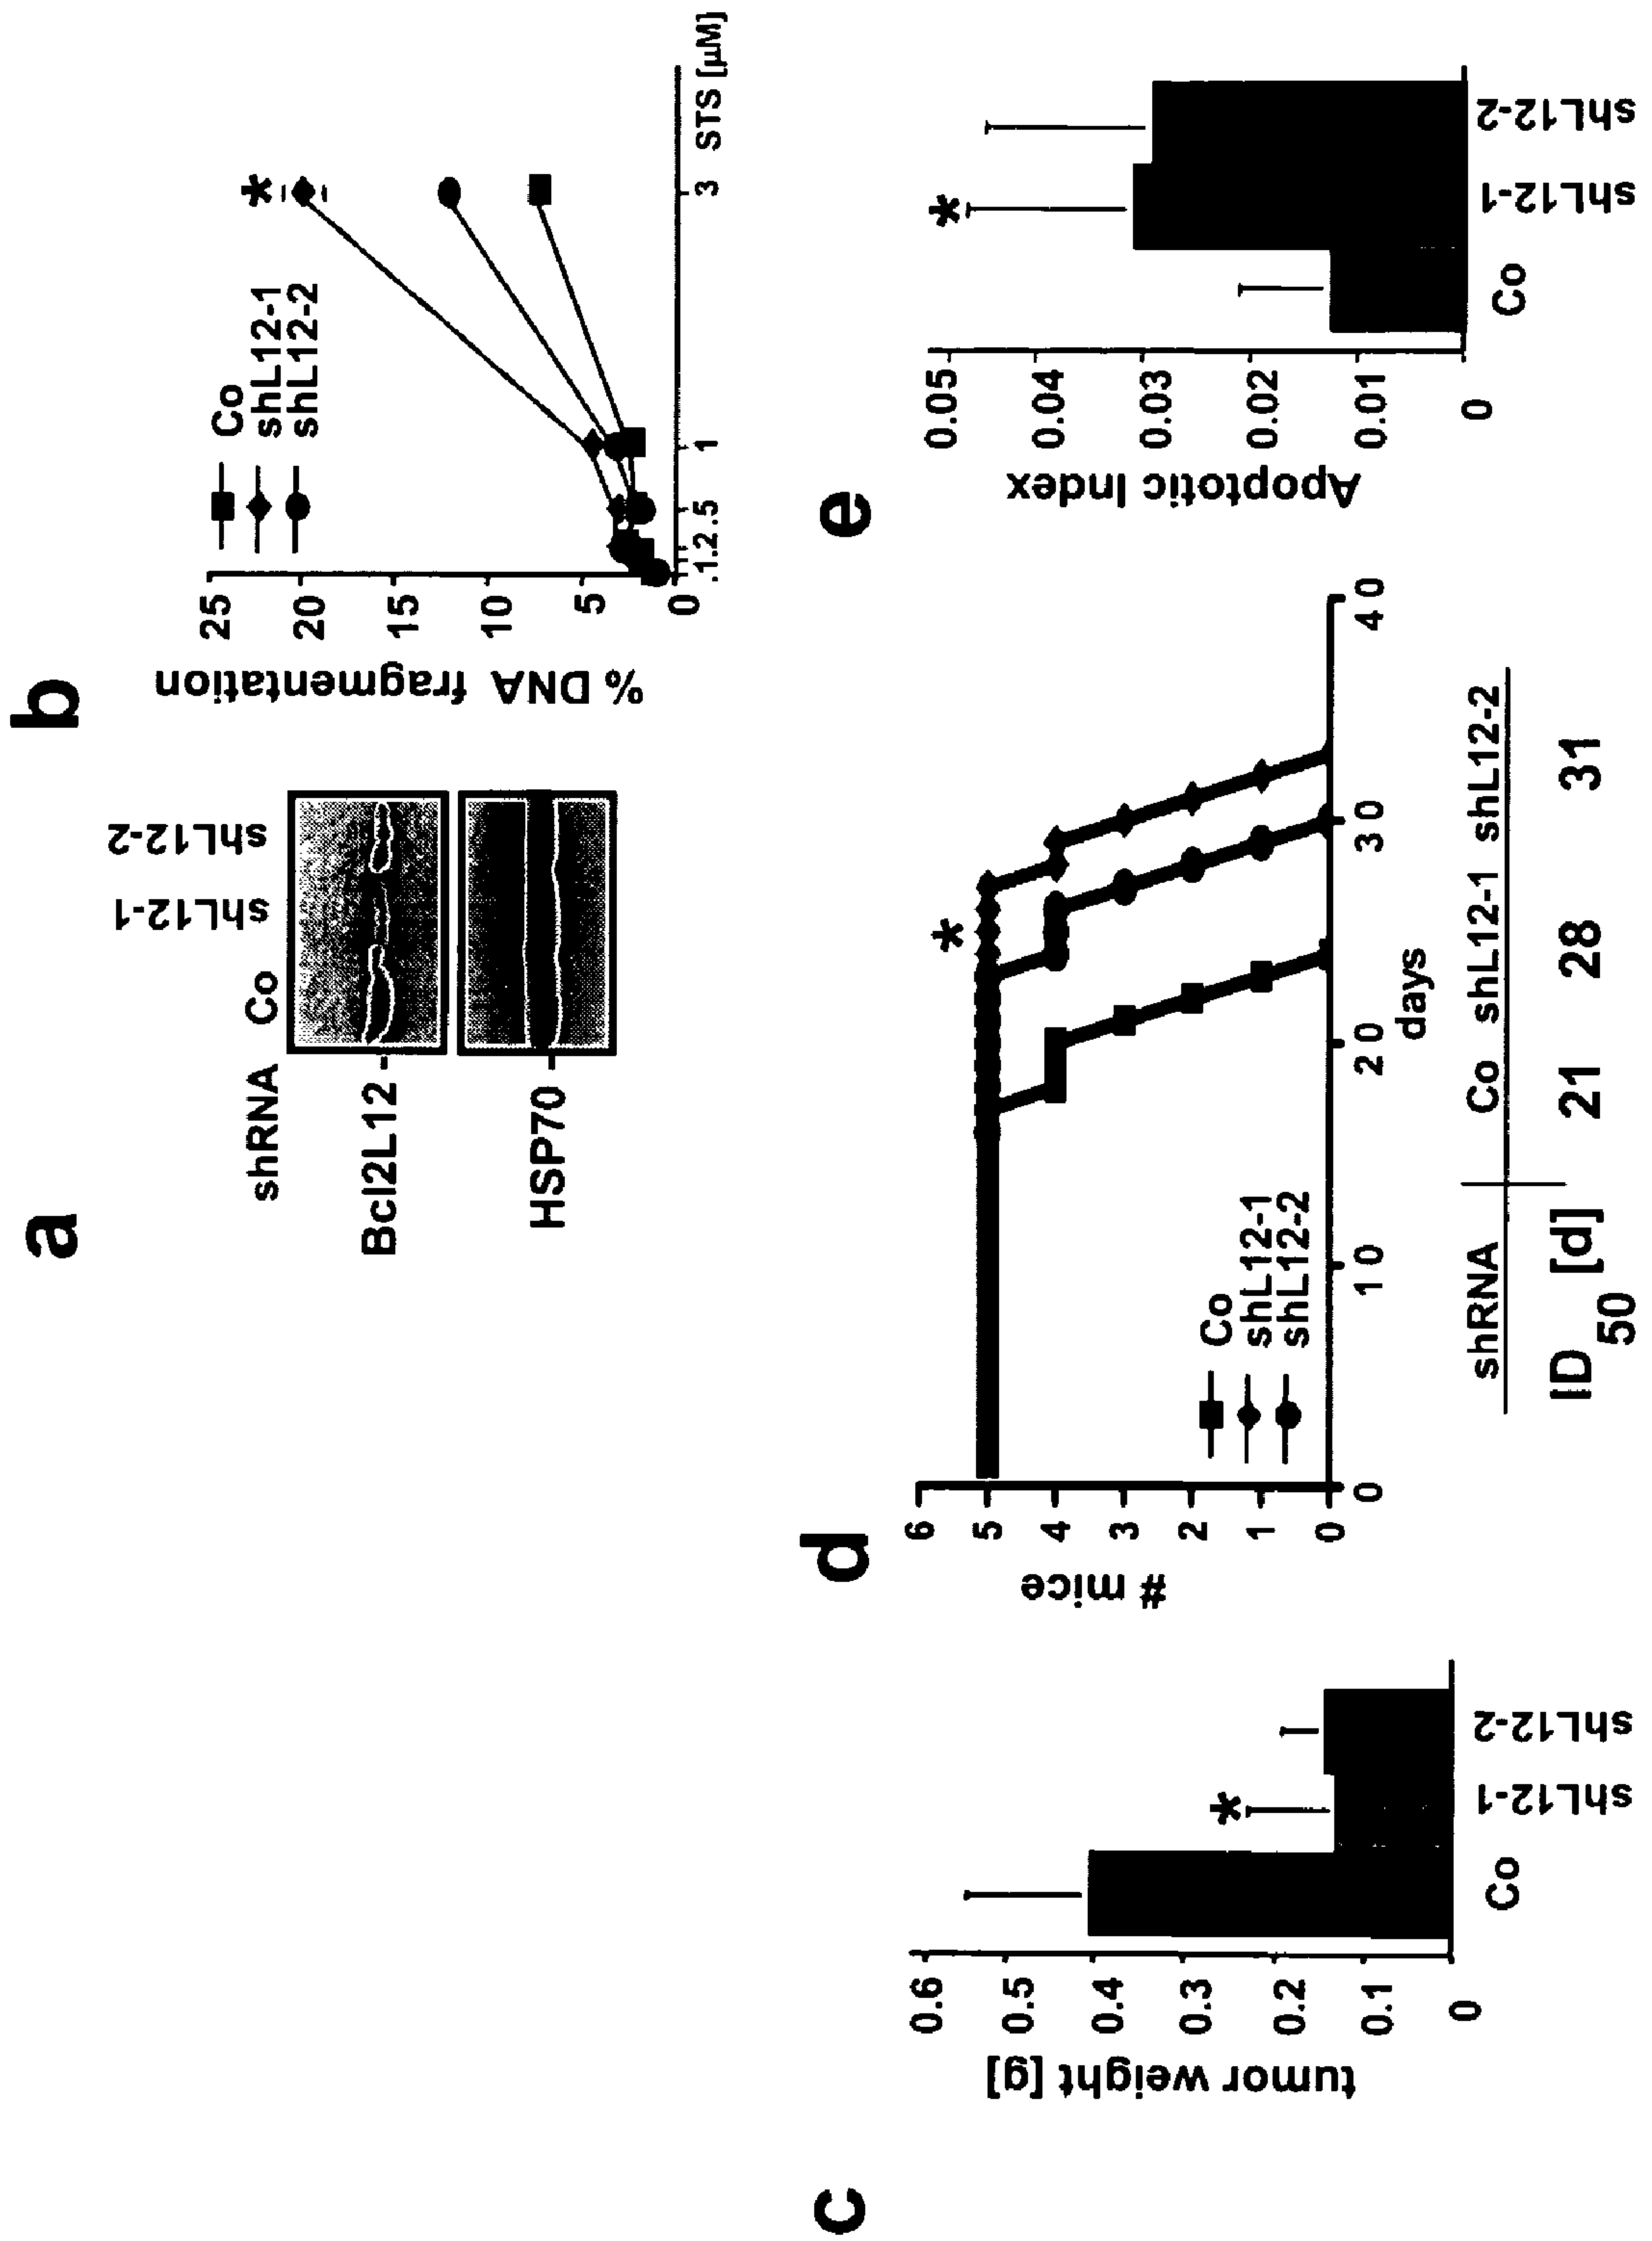 a
shRNA Co shL12-1 shL12-2
Bcl2L12
HSP70
b
% DNA fragmentation
25
20
15
10
5
0
Co
shL12-1
shL12-2
*
.1 .2 .5 1 3 STS [µM]
c
tumor weight [g]
0.6
0.5
0.4
0.3
0.2
0.1
0
*
Co shL12-1 shL12-2
d
# mice
6
5
4
3
2
1
0
*
Co
shL12-1
shL12-2
0 10 20 30 40
days
shRNA Co shL12-1 shL12-2
ID50 [d] 21 28 31
e
Apoptotic Index
0.05
0.04
0.03
0.02
0.01
0
*
Co shL12-1 shL12-2